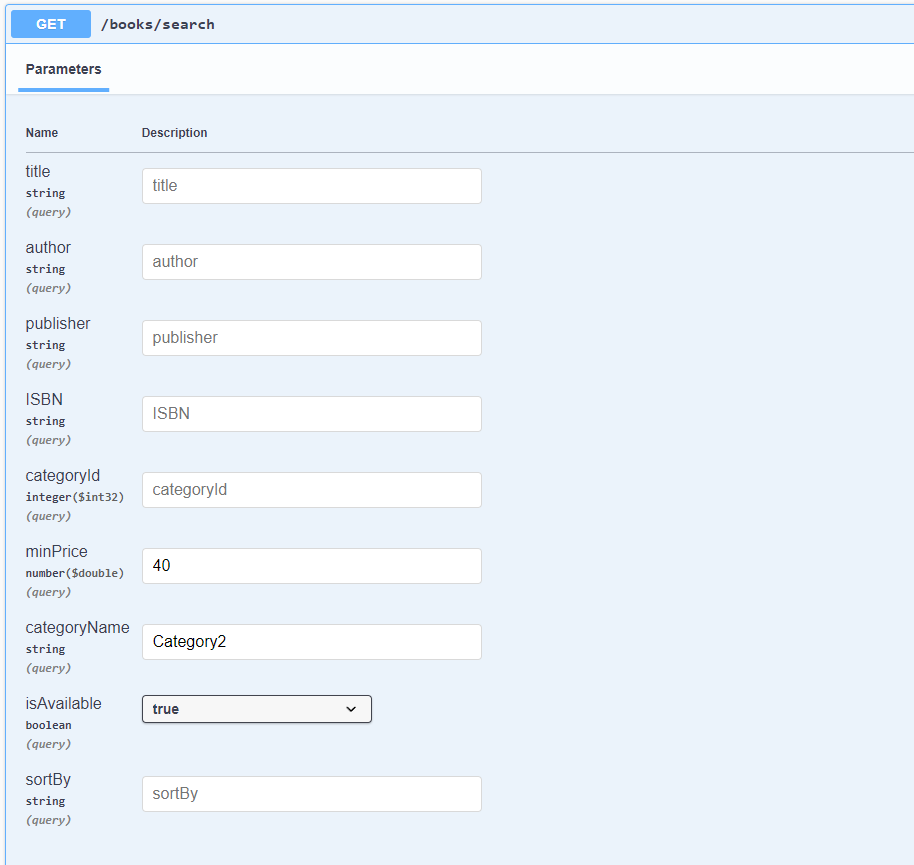 GET /books/search
Parameters
Name Description
title
string
(query)
title
author
string
(query)
author
publisher
string
(query)
publisher
ISBN
string
(query)
ISBN
categoryId
integer($int32)
(query)
categoryId
minPrice
number($double)
(query)
40
categoryName
string
(query)
Category2
isAvailable
boolean
(query)
true
sortBy
string
(query)
sortBy